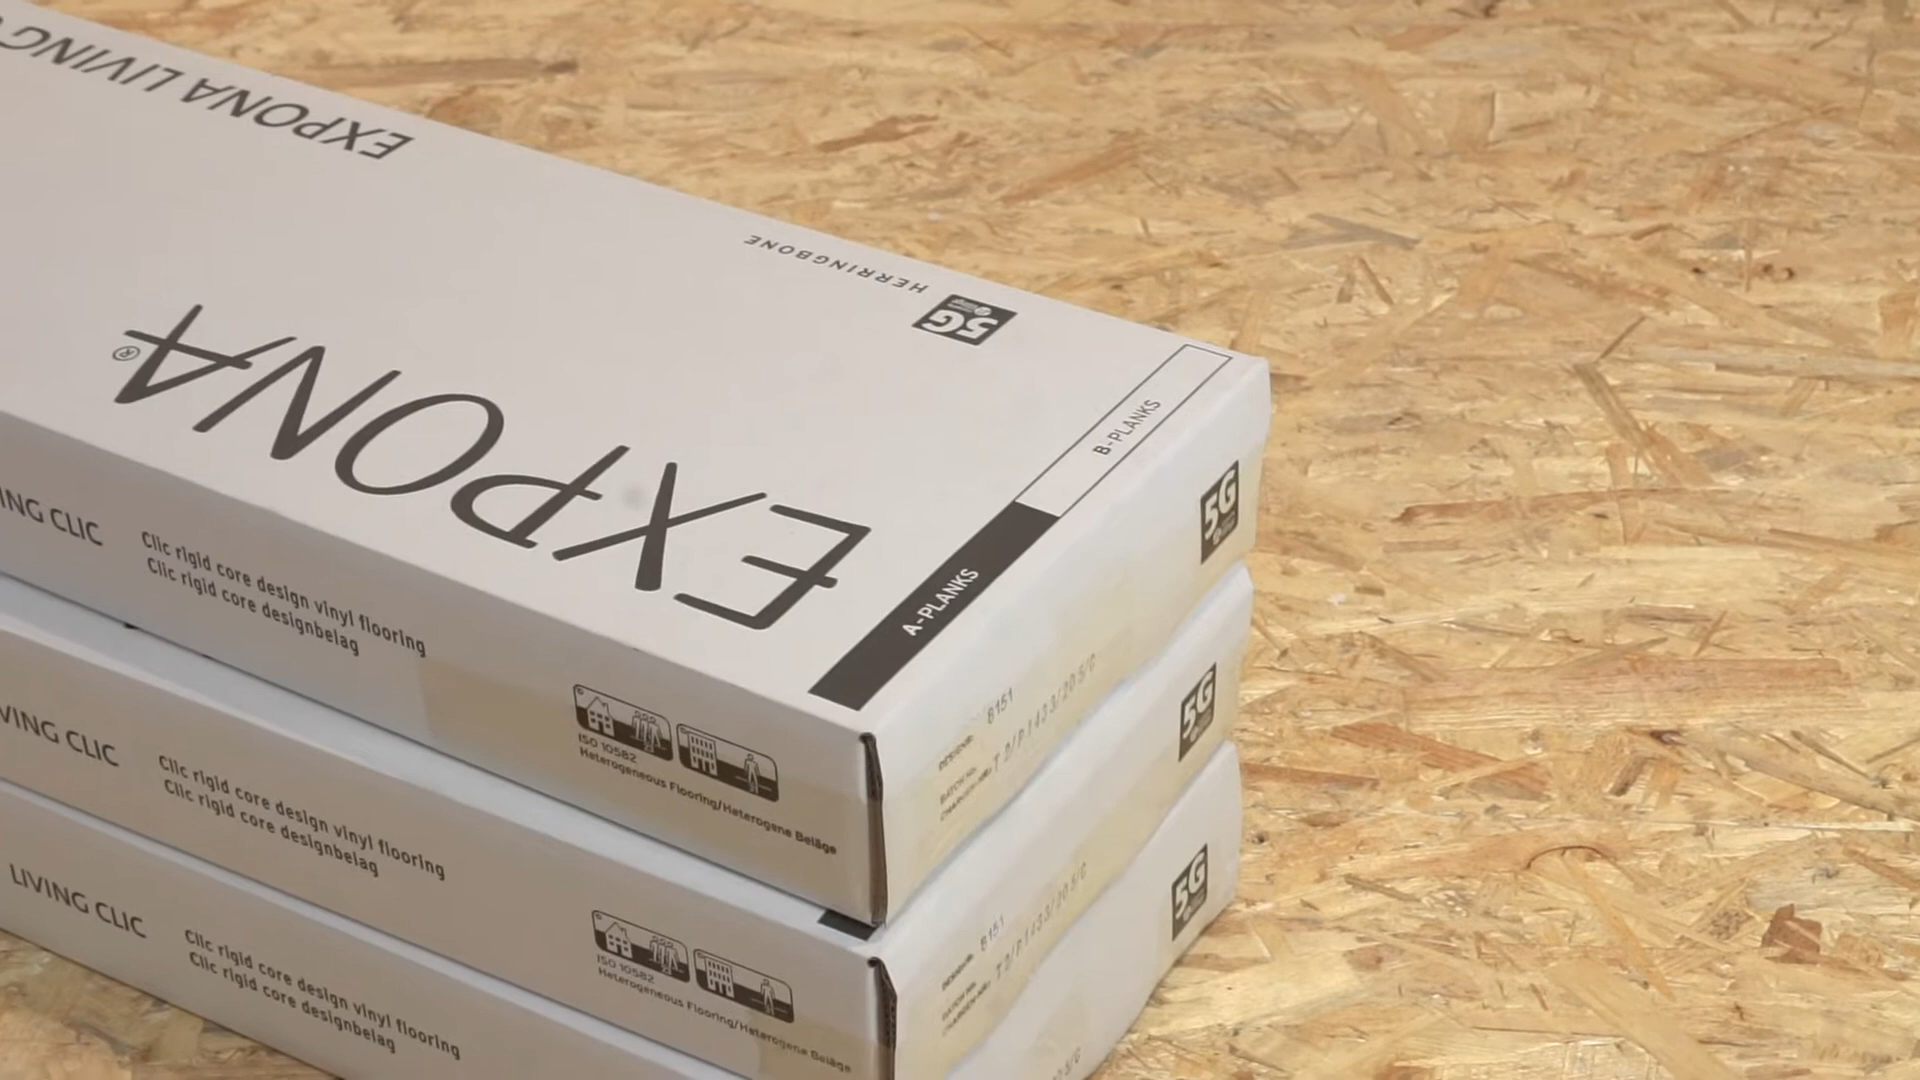 EXPONA LIVING
HERRINGBONE
5G
EXPONA®
A-PLANKS
B-PLANKS
ING CLIC
Clic rigid core design vinyl flooring
Clic rigid core designbelag
ISO 10582
Heterogeneous Flooring/Heterogene Beläge
5G
8151
VING CLIC
Clic rigid core design vinyl flooring
Clic rigid core designbelag
ISO 10582
Heterogeneous Flooring/Heterogene Beläge
5G
8151
LIVING CLIC
Clic rigid core design vinyl flooring
Clic rigid core designbelag
5G